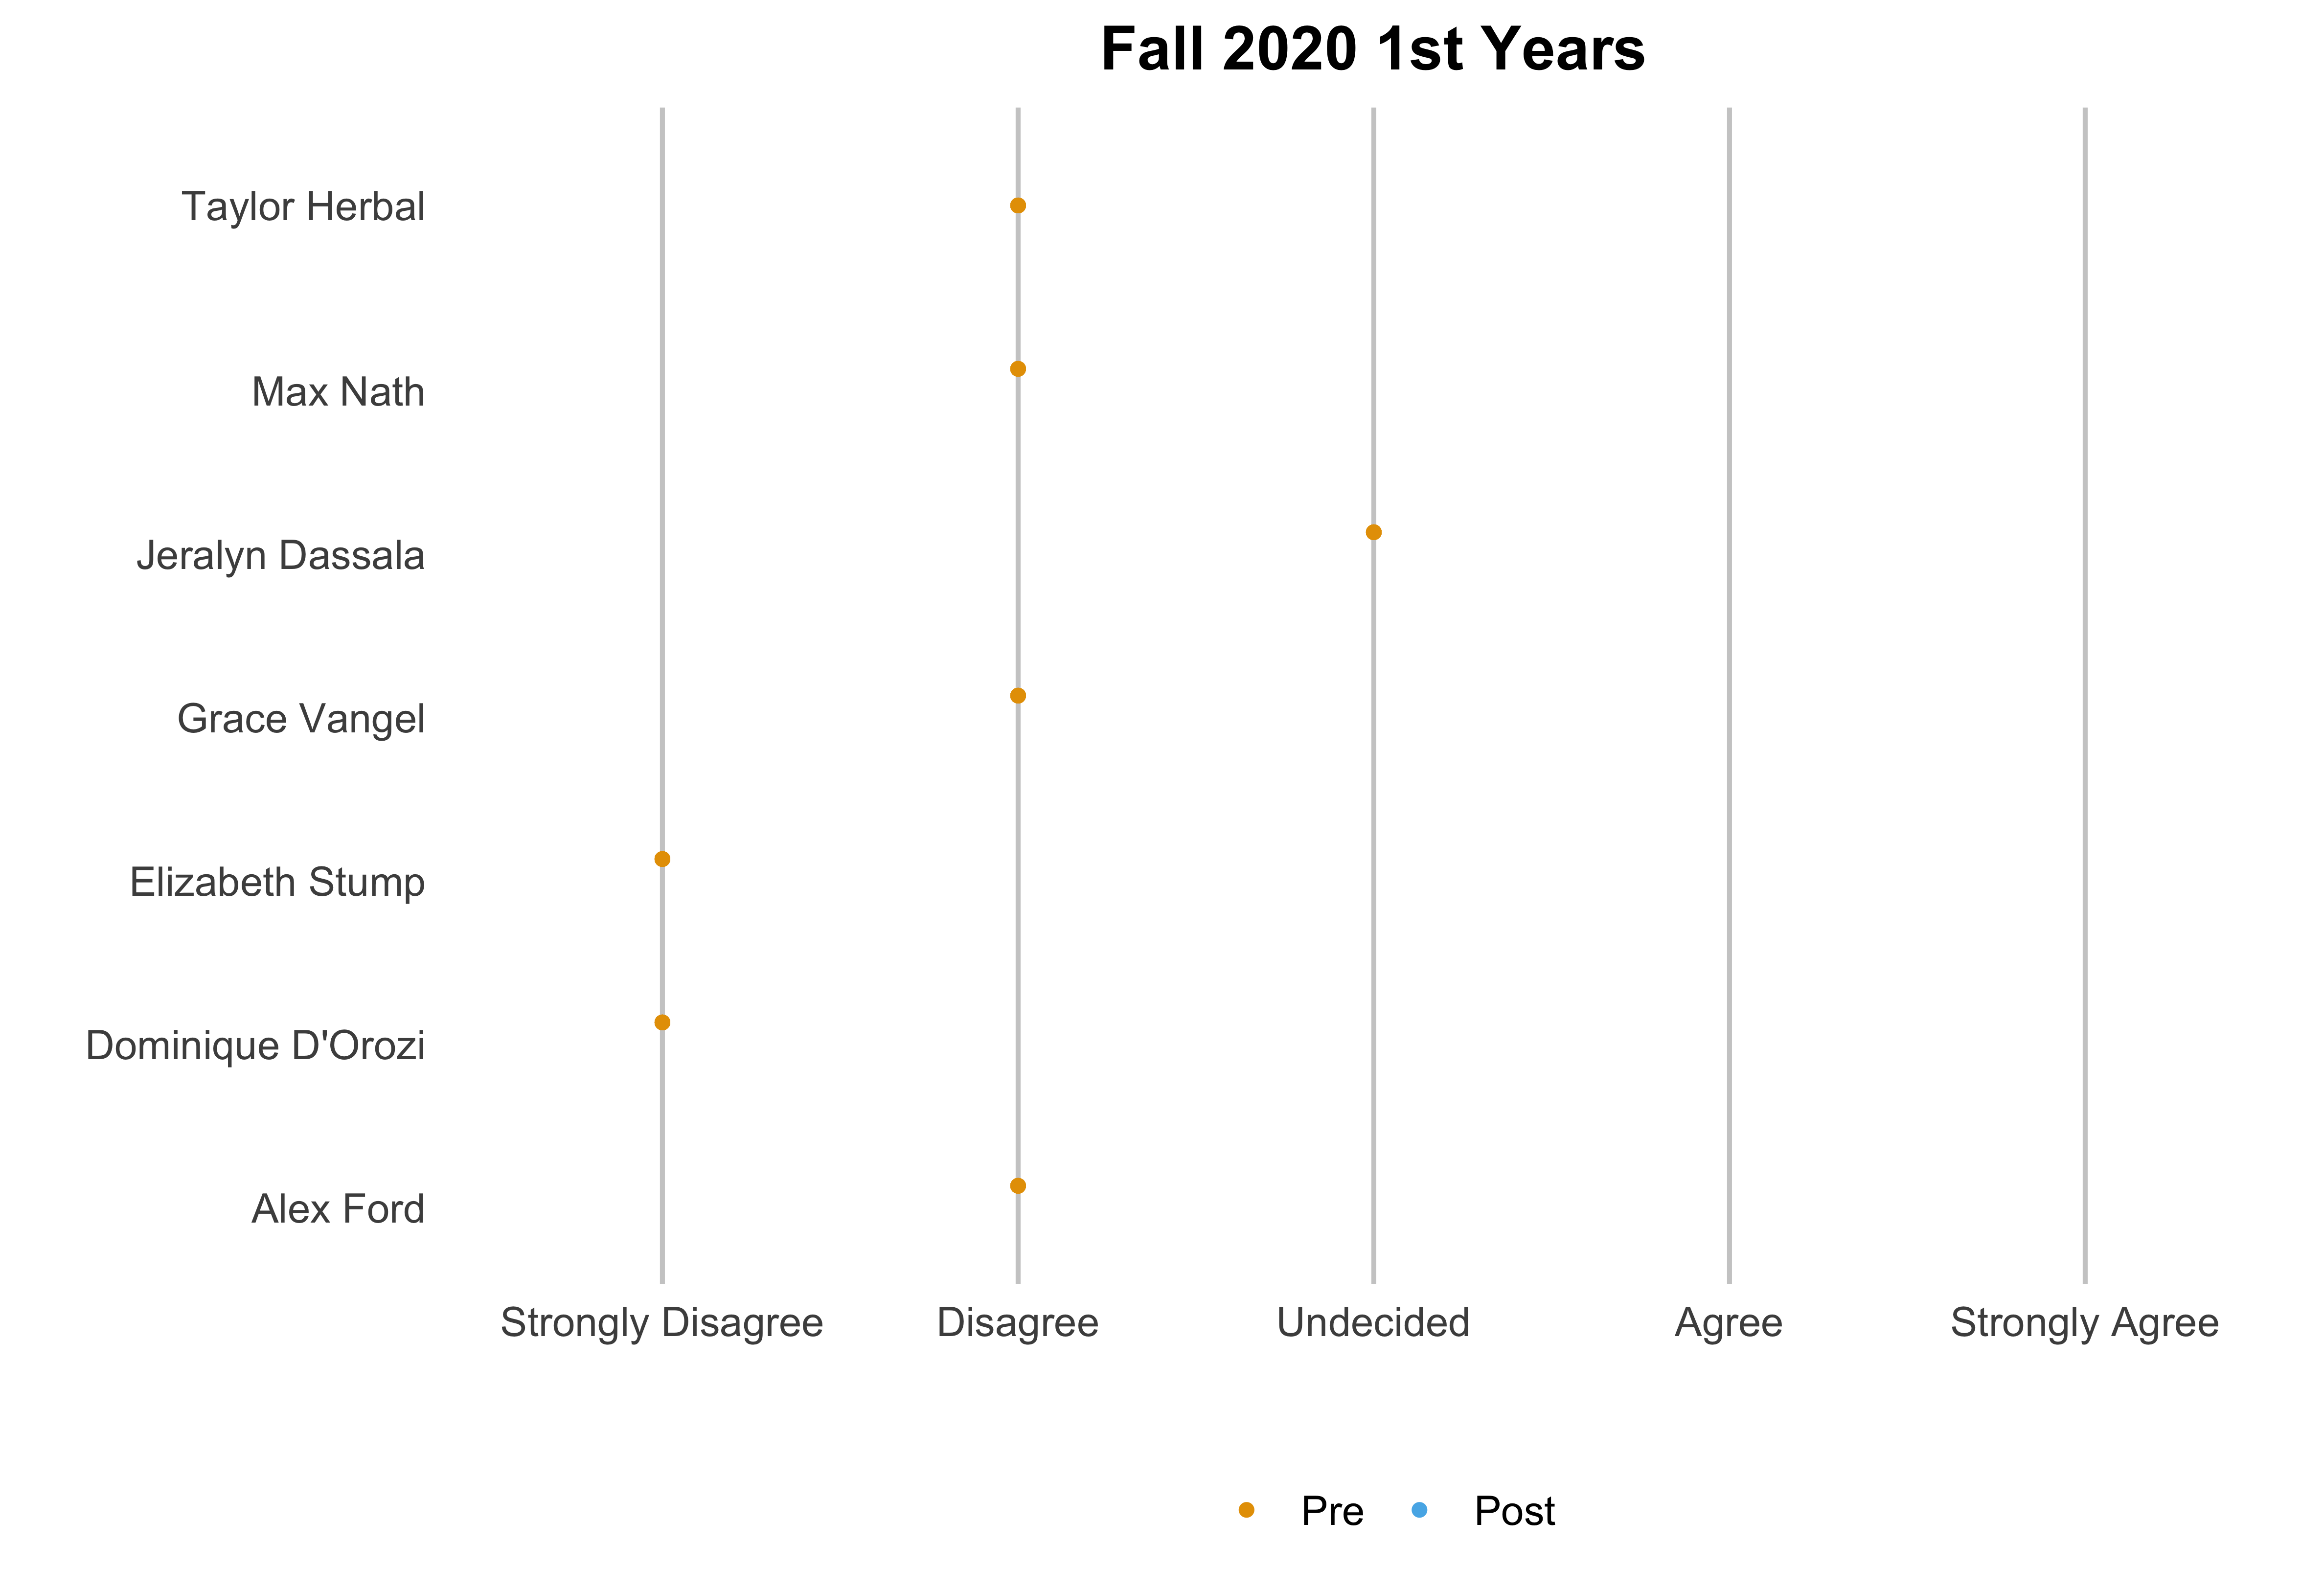 Fall 2020 1st Years
Taylor Herbal
Max Nath
Jeralyn Dassala
Grace Vangel
Elizabeth Stump
Dominique D'Orozi
Alex Ford
Strongly Disagree Disagree Undecided Agree Strongly Agree
Pre Post